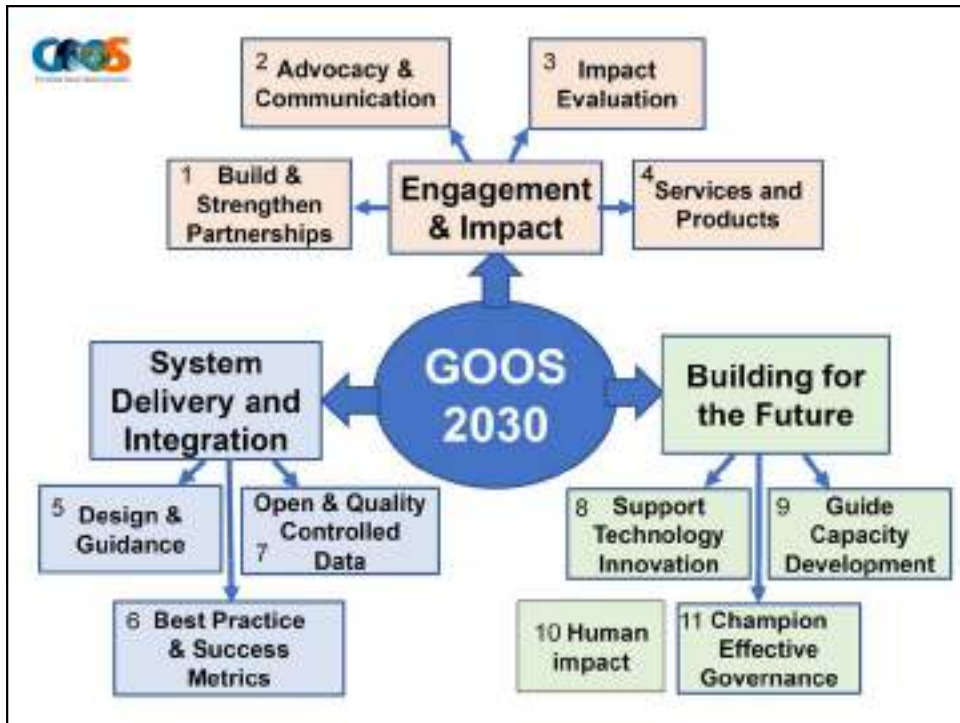 GOOS
2 Advocacy &
Communication
3 Impact
Evaluation
1 Build &
Strengthen
Partnerships
Engagement
& Impact
4 Services and
Products
System
Delivery and
Integration
GOOS
2030
Building for
the Future
5 Design &
Guidance
Open & Quality
Controlled
7 Data
8 Support
Technology
Innovation
9 Guide
Capacity
Development
6 Best Practice
& Success
Metrics
10 Human
impact
11 Champion
Effective
Governance